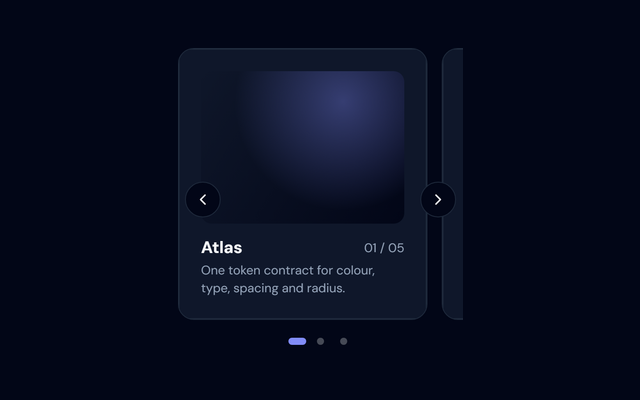 Atlas
01 / 05
One token contract for colour,
type, spacing and radius.